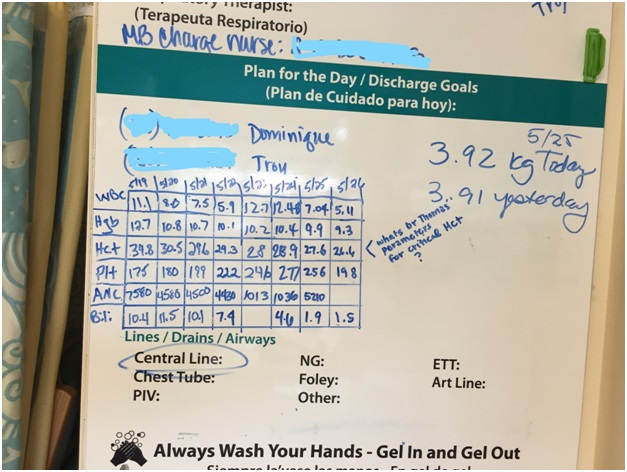 Therapist:
(Terapeuta Respiratorio)
Troy
MB Charge Nurse:
Plan for the Day / Discharge Goals
(Plan de Cuidado para hoy):
Dominique
Troy
5/25
3.92 kg Today
3.91 yesterday
5/19 5/20 5/21 5/22 5/23 5/24 5/25 5/26
WBC 11.1 8.0 7.5 5.9 12.7 12.48 7.04 5.11
Hgb 12.7 10.8 10.7 10.1 10.2 10.4 9.9 9.3
Hct 39.8 30.5 29.6 29.3 28 28.9 27.6 26.6
Plt 175 180 199 222 246 277 256 198
ANC 7580 4580 4500 4430 1013 1036 5210
Bili 10.4 11.5 10.1 7.4 4.6 1.9 1.5
whats Dr Thomas'
Perameters
for critical Hct
?
Lines / Drains / Airways
Central Line: NG: ETT:
Chest Tube: Foley: Art Line:
PIV: Other:
Always Wash Your Hands - Gel In and Gel Out